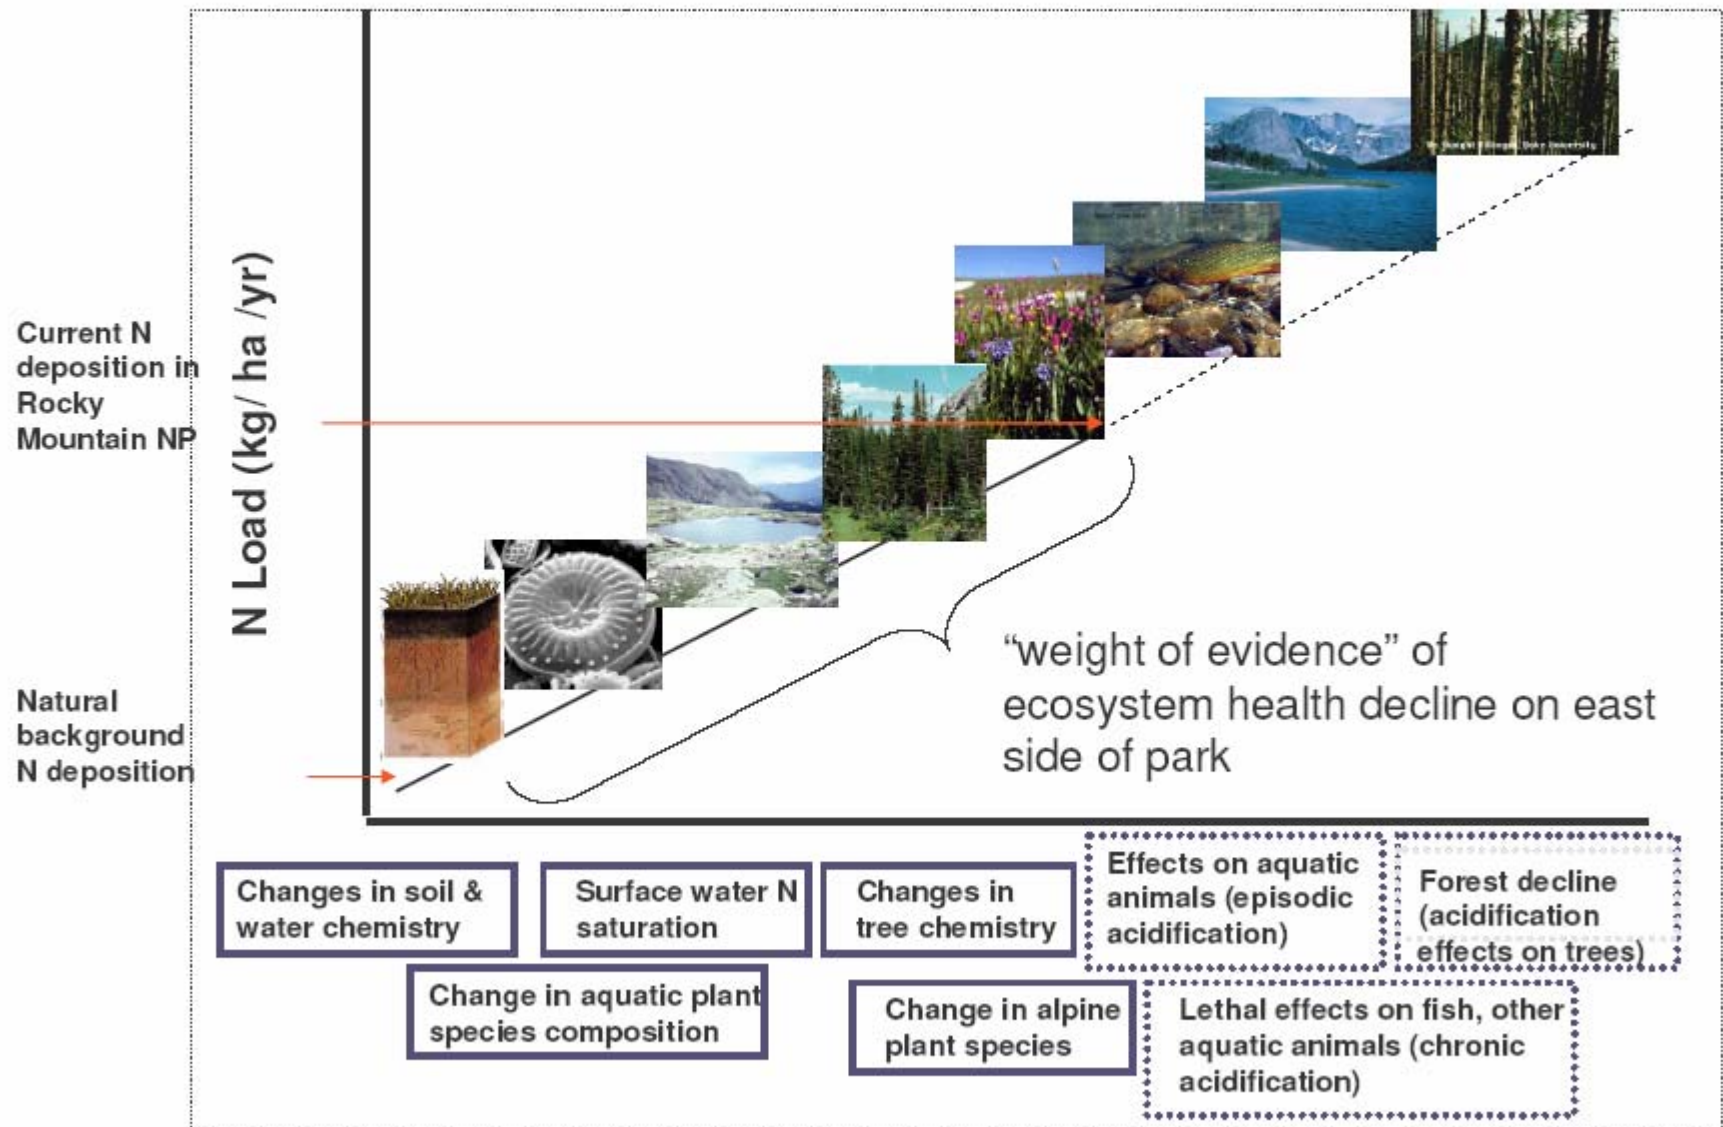 Current N
deposition in
Rocky
Mountain NP
Natural
background
N deposition
N Load (kg/ ha /yr)
“weight of evidence” of
ecosystem health decline on east
side of park
Changes in soil &
water chemistry
Surface water N
saturation
Changes in
tree chemistry
Effects on aquatic
animals (episodic
acidification)
Forest decline
(acidification
effects on trees)
Change in aquatic plant
species composition
Change in alpine
plant species
Lethal effects on fish, other
aquatic animals (chronic
acidification)
Duke University